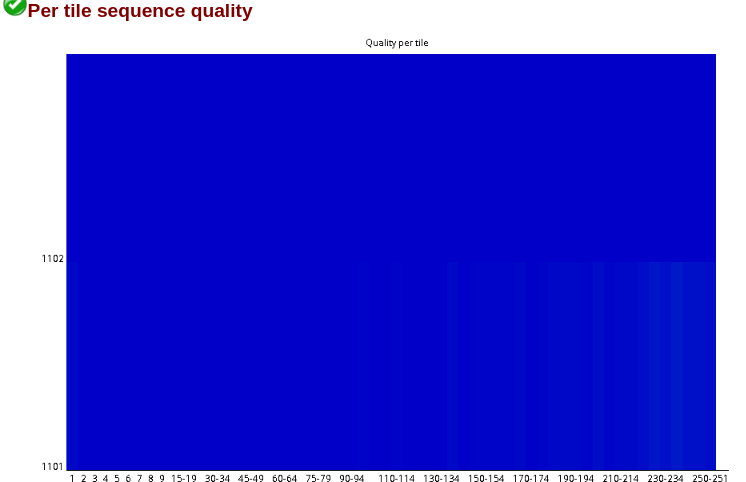 Per tile sequence quality
Quality per tile
1102
1101
1 2 3 4 5 6 7 8 9 15-19 30-34 45-49 60-64 75-79 90-94 110-114 130-134 150-154 170-174 190-194 210-214 230-234 250-251